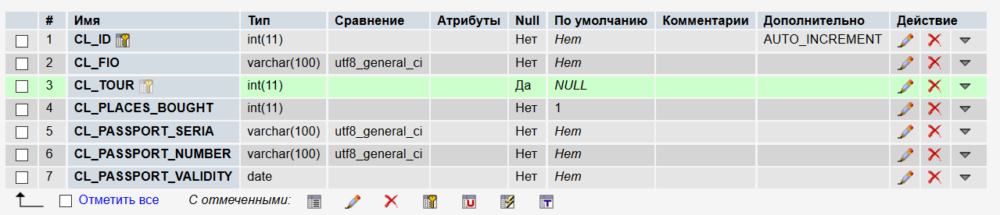 # Имя Тип Сравнение Атрибуты Null По умолчанию Комментарии Дополнительно Действие
1 CL_ID int(11) Нет Нет AUTO_INCREMENT
2 CL_FIO varchar(100) utf8_general_ci Нет Нет
3 CL_TOUR int(11) Да NULL
4 CL_PLACES_BOUGHT int(11) Нет 1
5 CL_PASSPORT_SERIA varchar(100) utf8_general_ci Нет Нет
6 CL_PASSPORT_NUMBER varchar(100) utf8_general_ci Нет Нет
7 CL_PASSPORT_VALIDITY date Нет Нет
Отметить все С отмеченными: